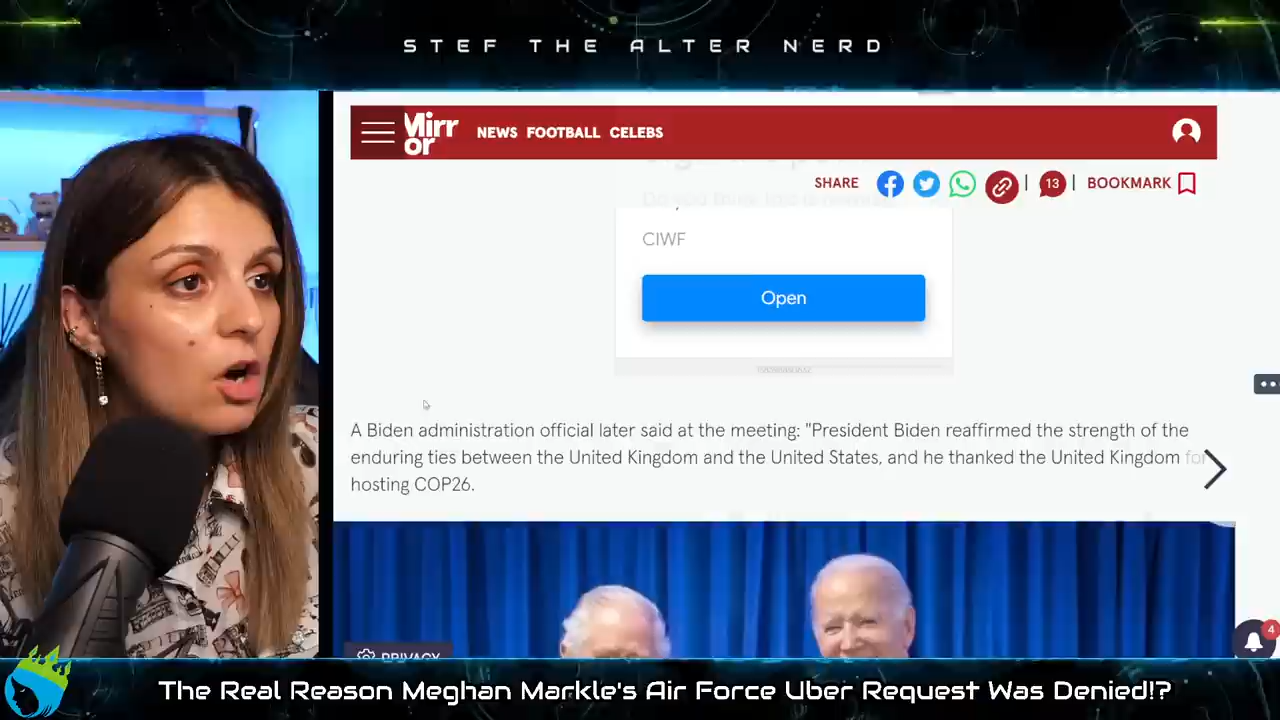 STEF THE ALTER NERD
Mirror
NEWS FOOTBALL CELEBS
SHARE
13
BOOKMARK
CIWF
Open
A Biden administration official later said at the meeting: "President Biden reaffirmed the strength of the
enduring ties between the United Kingdom and the United States, and he thanked the United Kingdom for
hosting COP26.
PRIVACY
4
The Real Reason Meghan Markle's Air Force Uber Request Was Denied!?